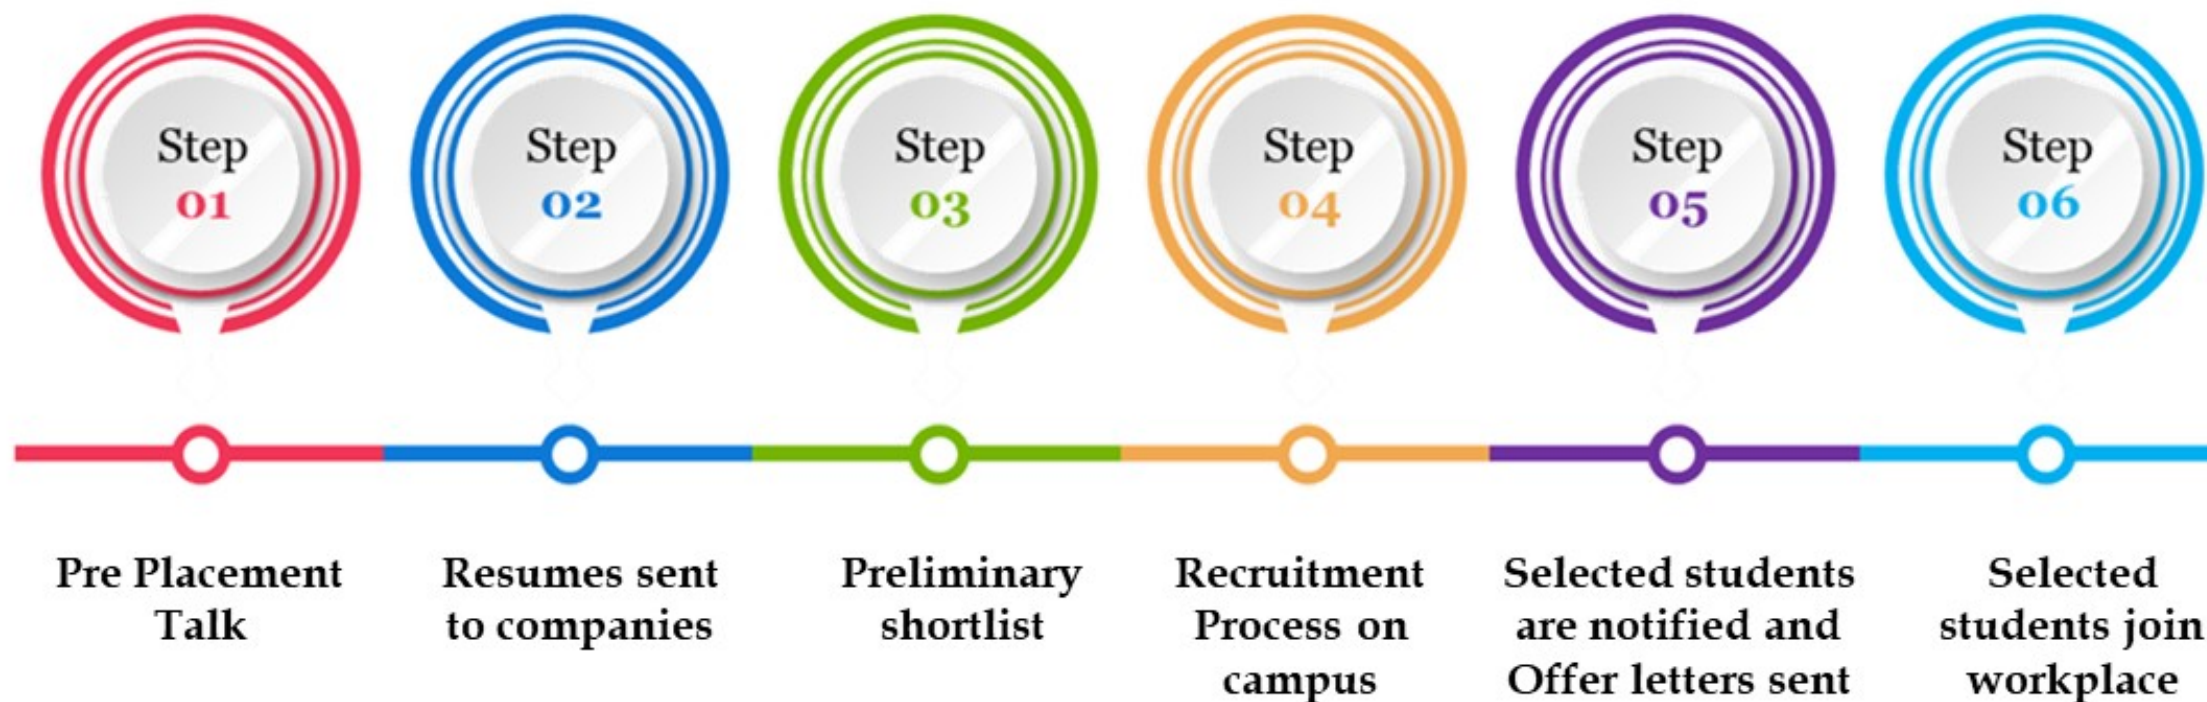 Step
01
Step
02
Step
03
Step
04
Step
05
Step
06
Pre Placement
Talk
Resumes sent
to companies
Preliminary
shortlist
Recruitment
Process on
campus
Selected students
are notified and
Offer letters sent
Selected
students join
workplace